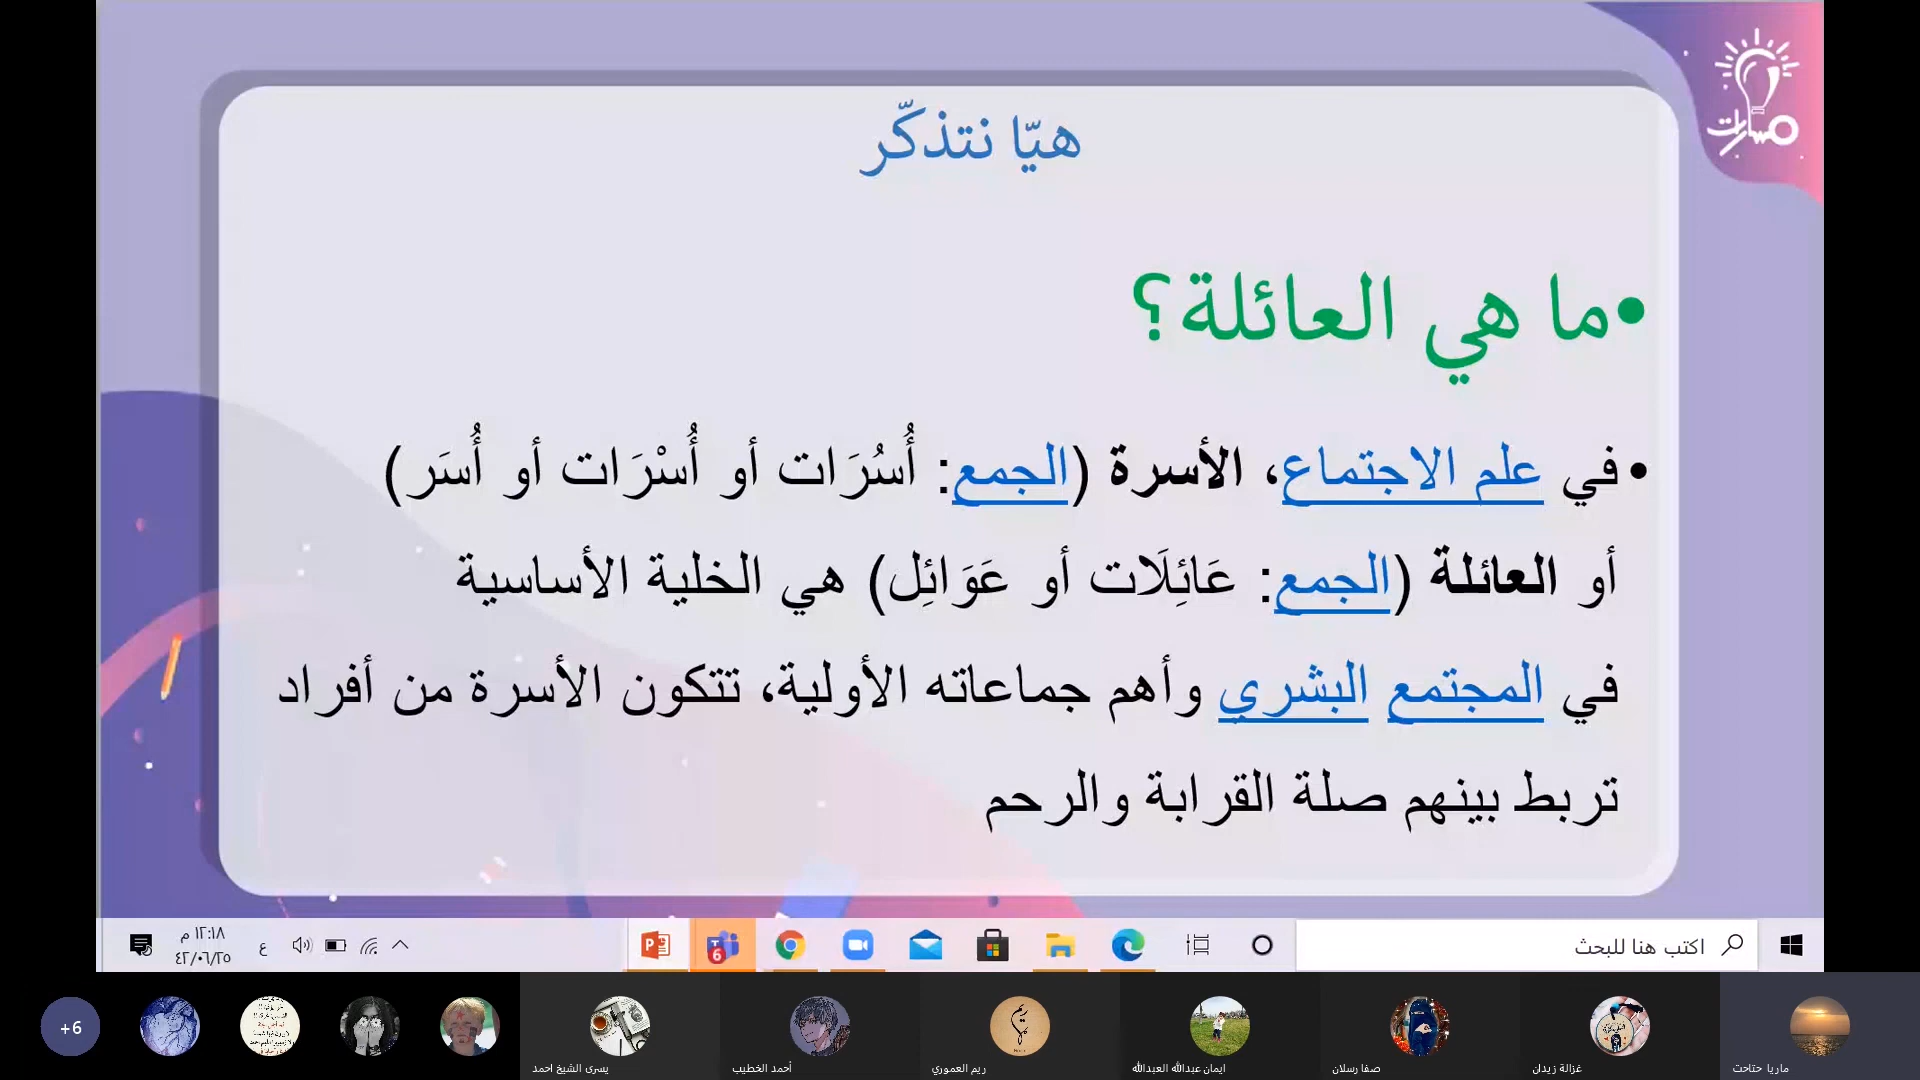 مسارات
هيّا نتذكّر
•ما هي العائلة؟
•في علم الاجتماع، الأسرة (الجمع: أُسُرَات أو أُسْرَات أو أُسَر)
أو العائلة (الجمع: عَائِلَات أو عَوَائِل) هي الخلية الأساسية
في المجتمع البشري وأهم جماعاته الأولية، تتكون الأسرة من أفراد
تربط بينهم صلة القرابة والرحم
اكتب هنا للبحث
6
ع
١٢:١٨ م
٤٢/٠٦/٢٥
ماريا حتاحت
غزالة زيدان
صفا رسلان
ايمان عبدالله العبدالله
ريم العموري
أحمد الخطيب
يسرى الشيخ احمد
+6